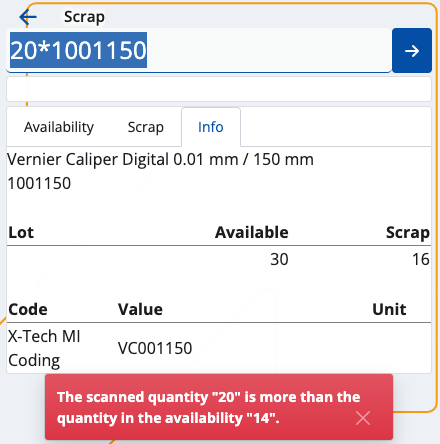 Scrap
20*1001150
Availability Scrap Info
Vernier Caliper Digital 0.01 mm / 150 mm
1001150
Lot Available Scrap
30 16
Code Value Unit
X-Tech MI
Coding
VC001150
The scanned quantity "20" is more than the
quantity in the availability "14".